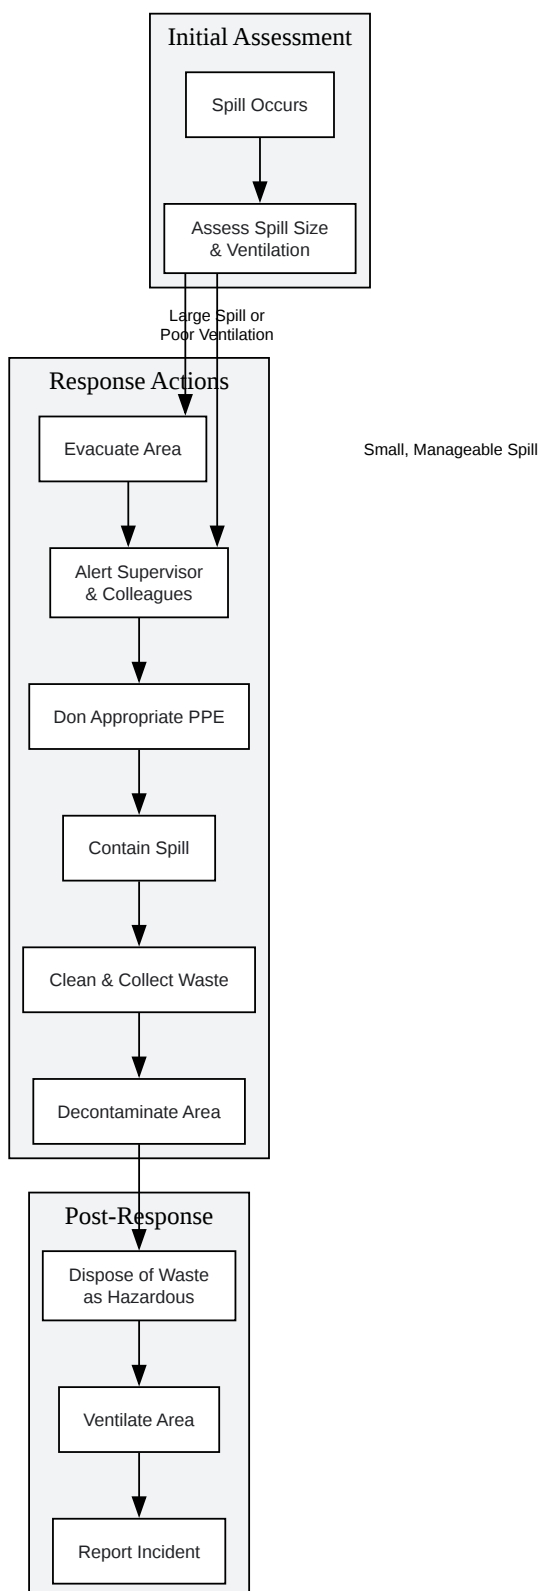 Initial Assessment
Spill Occurs
Assess Spill Size
& Ventilation
Large Spill or
Poor Ventilation
Response Actions
Evacuate Area
Small, Manageable Spill
Alert Supervisor
& Colleagues
Don Appropriate PPE
Contain Spill
Clean & Collect Waste
Decontaminate Area
Post-Response
Dispose of Waste
as Hazardous
Ventilate Area
Report Incident